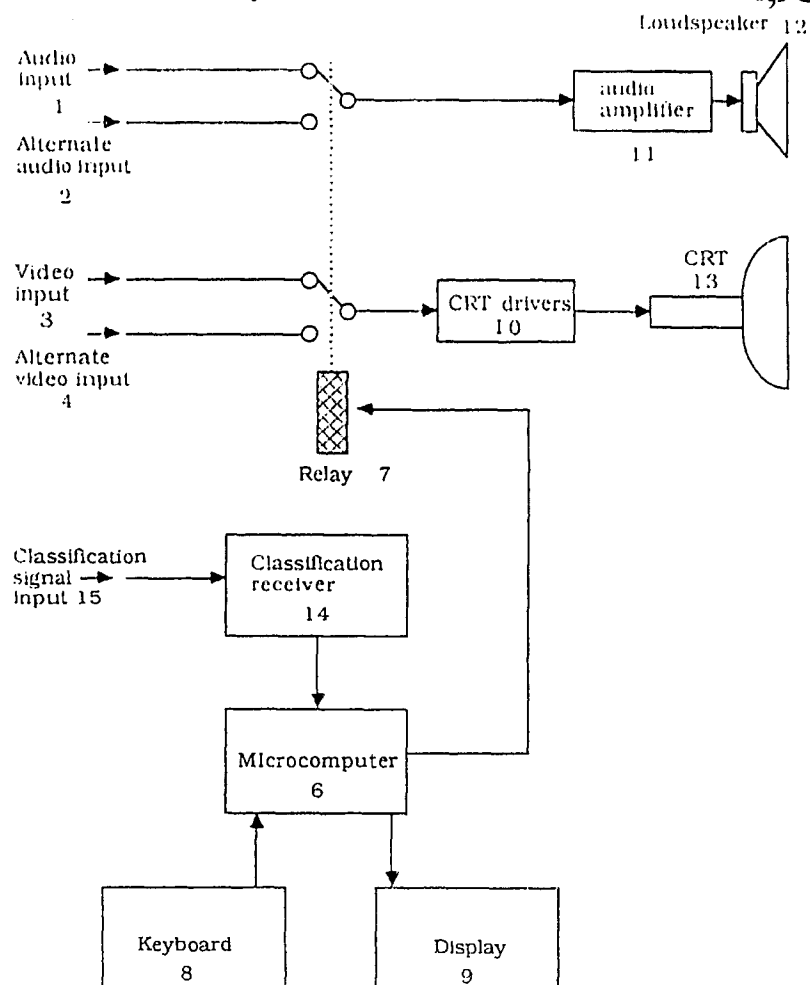 Loudspeaker 12
Audio
input
1
Alternate
audio input
2
audio
amplifier
11
Video
input
3
Alternate
video input
4
CRT drivers
10
CRT
13
Relay 7
Classification
signal
input 15
Classification
receiver
14
Microcomputer
6
Keyboard
8
Display
9